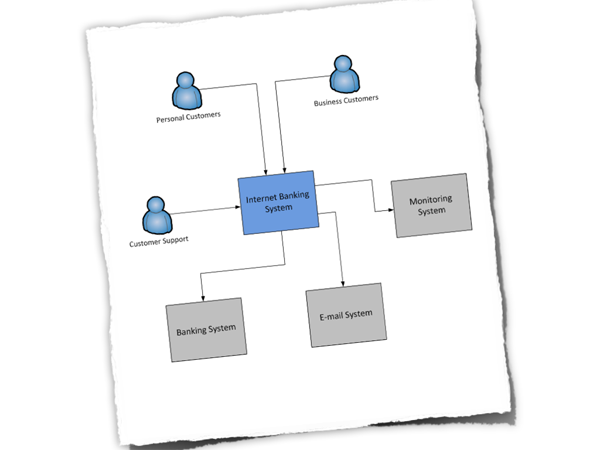 Personal Customers
Business Customers
Internet Banking
System
Monitoring
System
Customer Support
Banking System
E-mail System